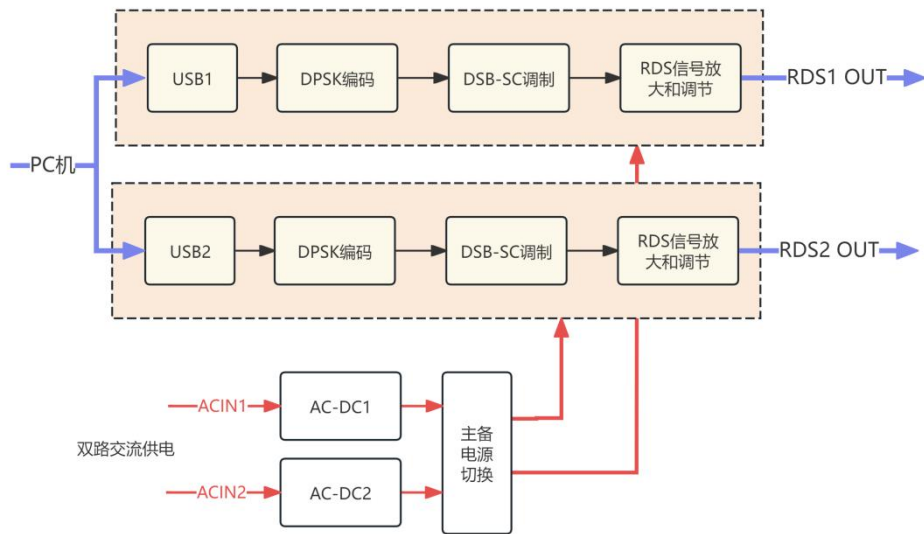 USB1
DPSK编码
DSB-SC调制
RDS信号放
大和调节
RDS1 OUT
PC机
USB2
DPSK编码
DSB-SC调制
RDS信号放
大和调节
RDS2 OUT
ACIN1
AC-DC1
双路交流供电
主备
电源
切换
ACIN2
AC-DC2